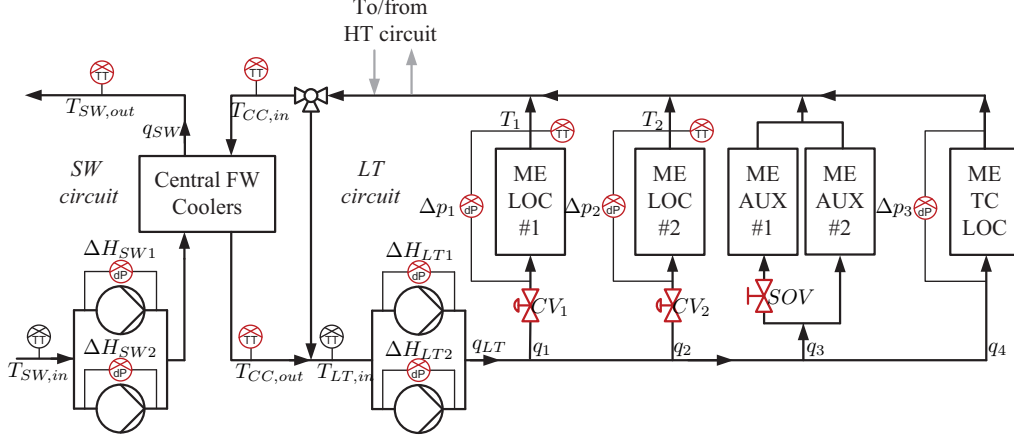 To/from
HT circuit
TT
TT
T_{SW,out}
T_{CC,in}
q_{SW}
T_1
TT
T_2
TT
SW
circuit
Central FW
Coolers
LT
circuit
ME
LOC
#1
ME
LOC
#2
ME
AUX
#1
ME
AUX
#2
ME
TC
LOC
Δp_1
dP
Δp_2
dP
Δp_3
dP
ΔH_{SW1}
dP
ΔH_{LT1}
dP
CV_1
CV_2
SOV
TT
ΔH_{SW2}
dP
TT
TT
ΔH_{LT2}
dP
q_{LT}
q_1
q_2
q_3
q_4
T_{SW,in}
T_{CC,out}
T_{LT,in}